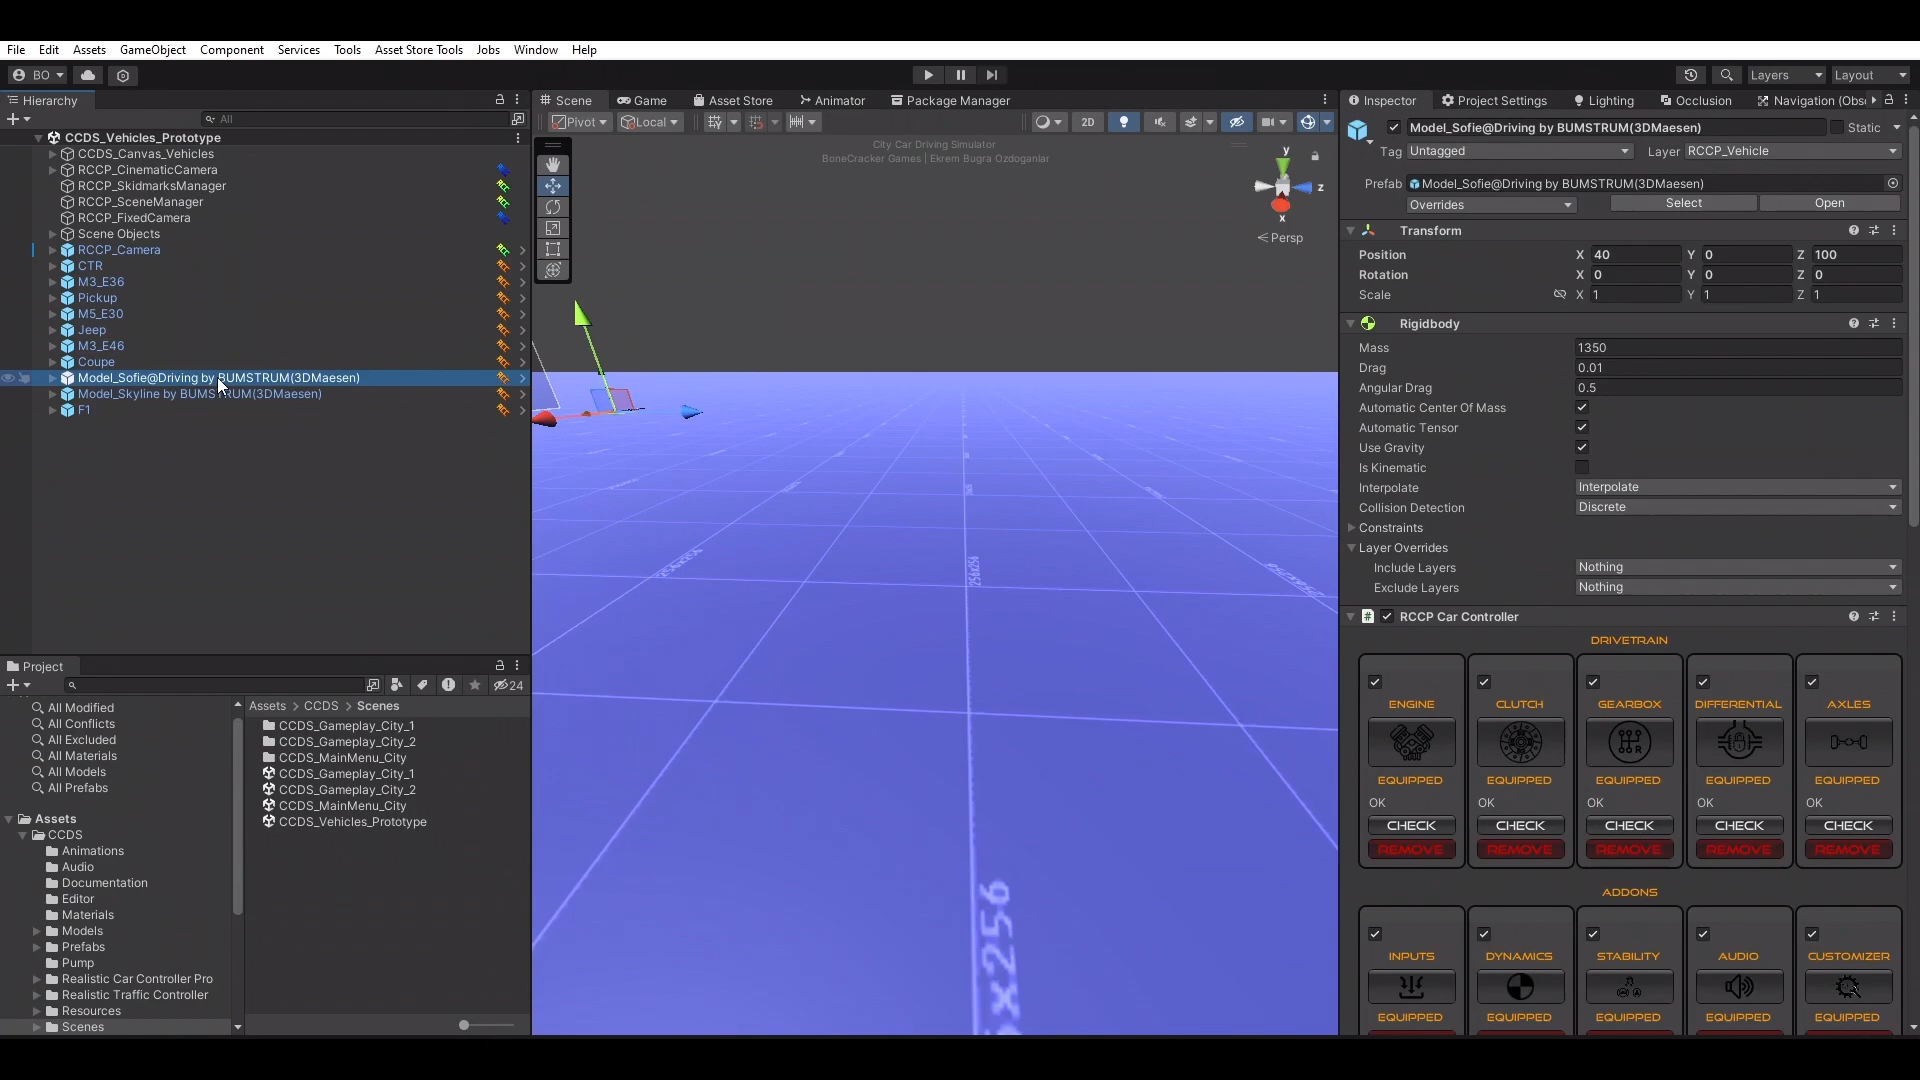 File Edit Assets GameObject Component Services Tools Asset Store Tools Jobs Window Help
BO
Layers Layout
Hierarchy
All
CCDS_Vehicles_Prototype
CCDS_Canvas_Vehicles
RCCP_CinematicCamera
RCCP_SkidmarksManager
RCCP_SceneManager
RCCP_FixedCamera
Scene Objects
RCCP_Camera
CTR
M3_E36
Pickup
M5_E30
Jeep
M3_E46
Coupe
Model_Sofie@Driving by BUMSTRUM(3DMaesen)
Model_Skyline by BUMSTRUM(3DMaesen)
F1
Project
24
All Modified
All Conflicts
All Excluded
All Materials
All Models
All Prefabs
Assets
CCDS
Animations
Audio
Documentation
Editor
Materials
Models
Prefabs
Pump
Realistic Car Controller Pro
Realistic Traffic Controller
Resources
Scenes
Assets > CCDS > Scenes
CCDS_Gameplay_City_1
CCDS_Gameplay_City_2
CCDS_MainMenu_City
CCDS_Gameplay_City_1
CCDS_Gameplay_City_2
CCDS_MainMenu_City
CCDS_Vehicles_Prototype
Scene Game Asset Store Animator Package Manager
Pivot Local 2D
City Car Driving Simulator
BoneCracker Games | Ekrem Bugra Ozdoganlar
y
z
x
< Persp
256x256
256x256
x256
Inspector Project Settings Lighting Occlusion Navigation (Obs
Model_Sofie@Driving by BUMSTRUM(3DMaesen) Static
Tag Untagged Layer RCCP_Vehicle
Prefab Model_Sofie@Driving by BUMSTRUM(3DMaesen)
Overrides Select Open
Transform
Position X 40 Y 0 Z 100
Rotation X 0 Y 0 Z 0
Scale X 1 Y 1 Z 1
Rigidbody
Mass 1350
Drag 0.01
Angular Drag 0.5
Automatic Center Of Mass
Automatic Tensor
Use Gravity
Is Kinematic
Interpolate Interpolate
Collision Detection Discrete
Constraints
Layer Overrides
Include Layers Nothing
Exclude Layers Nothing
# RCCP Car Controller
DRIVETRAIN
ENGINE CLUTCH GEARBOX DIFFERENTIAL AXLES
R
EQUIPPED EQUIPPED EQUIPPED EQUIPPED EQUIPPED
OK OK OK OK OK
CHECK CHECK CHECK CHECK CHECK
REMOVE REMOVE REMOVE REMOVE REMOVE
ADDONS
INPUTS DYNAMICS STABILITY AUDIO CUSTOMIZER
EQUIPPED EQUIPPED EQUIPPED EQUIPPED EQUIPPED